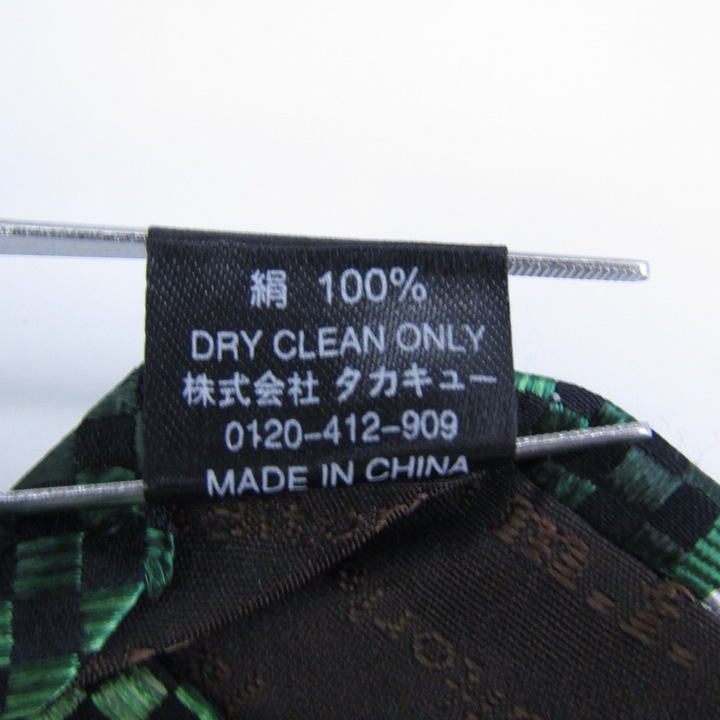 絹 100%
DRY CLEAN ONLY
株式会社 タカキュー
0120-412-909
MADE IN CHINA